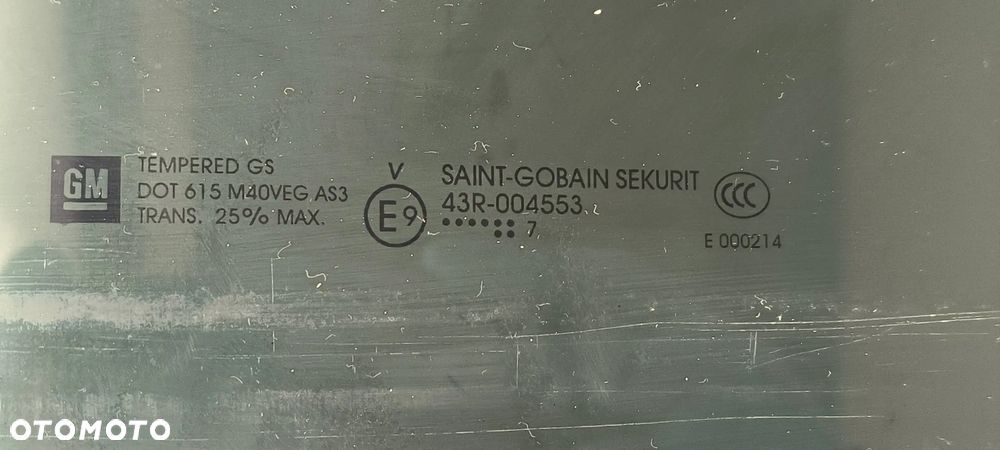 GM
TEMPERED GS
DOT 615 M40VEG AS3
TRANS. 25% MAX.
V
E9
SAINT-GOBAIN SEKURIT
43R-004553
7
CCC
E 000214
OTOMOTO